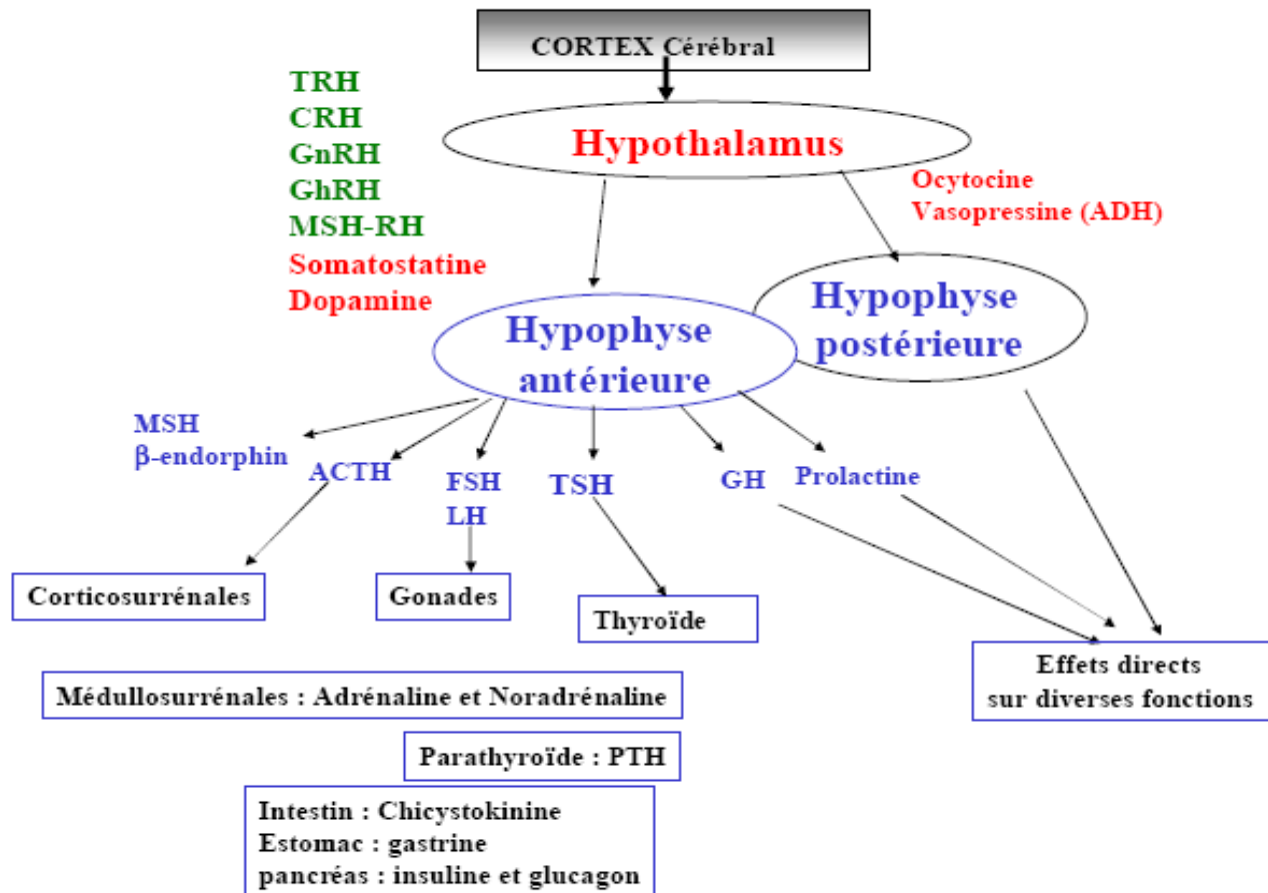 CORTEX Cérébral
TRH
CRH
GnRH
GhRH
MSH-RH
Somatostatine
Dopamine
Hypothalamus
Ocytocine
Vasopressine (ADH)
Hypophyse
antérieure
Hypophyse
postérieure
MSH
β-endorphin
ACTH
FSH
LH
TSH
GH
Prolactine
Corticosurrénales
Gonades
Thyroïde
Effets directs
sur diverses fonctions
Médullosurrénales : Adrénaline et Noradrénaline
Parathyroïde : PTH
Intestin : Chicystokinine
Estomac : gastrine
pancréas : insuline et glucagon